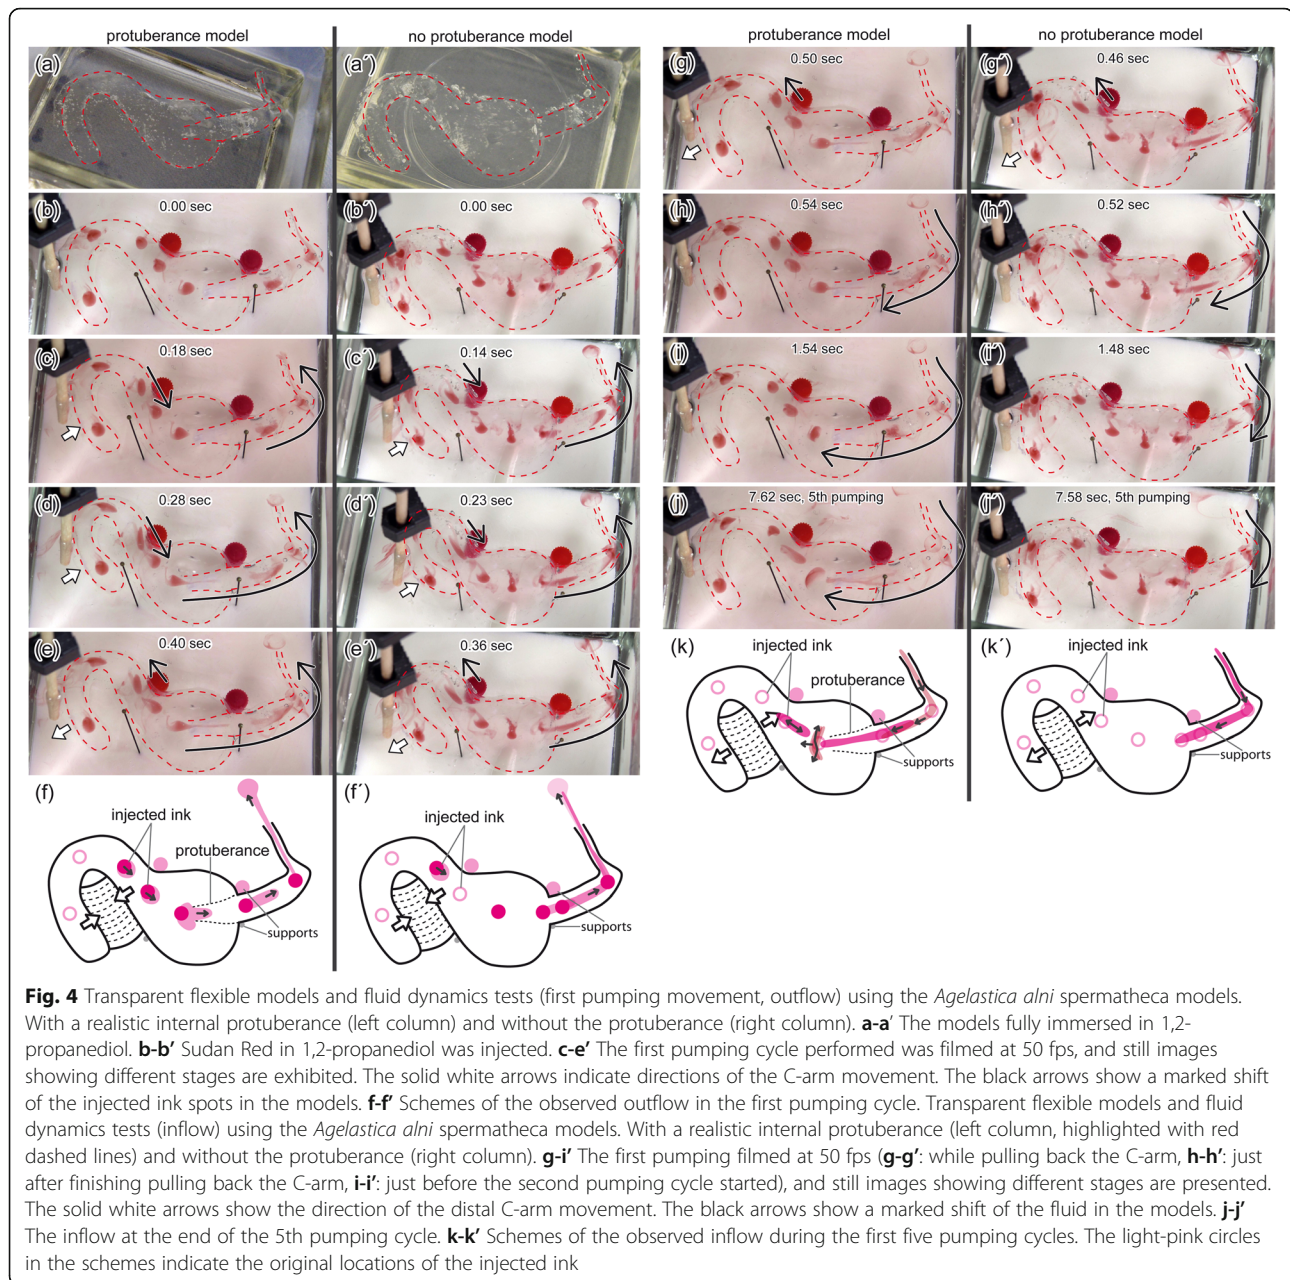 protuberance model
no protuberance model
(a)
(a´)
(b)
0.00 sec
(b´)
0.00 sec
(c)
0.18 sec
(c´)
0.14 sec
(d)
0.28 sec
(d´)
0.23 sec
(e)
0.40 sec
(e´)
0.36 sec
(f)
injected ink
protuberance
supports
(f´)
injected ink
supports
protuberance model
no protuberance model
(g)
0.50 sec
(g´)
0.46 sec
(h)
0.54 sec
(h´)
0.52 sec
(i)
1.54 sec
(i´)
1.48 sec
(j)
7.62 sec, 5th pumping
(j´)
7.58 sec, 5th pumping
(k)
injected ink
protuberance
supports
(k´)
injected ink
supports
Fig. 4 Transparent flexible models and fluid dynamics tests (first pumping movement, outflow) using the Agelastica alni spermatheca models.
With a realistic internal protuberance (left column) and without the protuberance (right column). a-a′ The models fully immersed in 1,2-
propanediol. b-b′ Sudan Red in 1,2-propanediol was injected. c-e′ The first pumping cycle performed was filmed at 50 fps, and still images
showing different stages are exhibited. The solid white arrows indicate directions of the C-arm movement. The black arrows show a marked shift
of the injected ink spots in the models. f-f′ Schemes of the observed outflow in the first pumping cycle. Transparent flexible models and fluid
dynamics tests (inflow) using the Agelastica alni spermatheca models. With a realistic internal protuberance (left column, highlighted with red
dashed lines) and without the protuberance (right column). g-i′ The first pumping filmed at 50 fps (g-g′: while pulling back the C-arm, h-h′: just
after finishing pulling back the C-arm, i-i′: just before the second pumping cycle started), and still images showing different stages are presented.
The solid white arrows show the direction of the distal C-arm movement. The black arrows show a marked shift of the fluid in the models. j-j′
The inflow at the end of the 5th pumping cycle. k-k′ Schemes of the observed inflow during the first five pumping cycles. The light-pink circles
in the schemes indicate the original locations of the injected ink